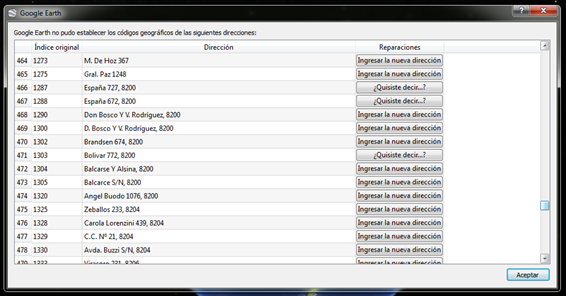 Google Earth
Google Earth no pudo establecer los códigos geográficos de las siguientes direcciones:
Índice original Dirección Reparaciones
464 1273 M. De Hoz 367 Ingresar la nueva dirección
465 1275 Gral. Paz 1248 Ingresar la nueva dirección
466 1287 España 727, 8200 ¿Quisiste decir...?
467 1288 España 672, 8200 ¿Quisiste decir...?
468 1290 Don Bosco Y V. Rodríguez, 8200 Ingresar la nueva dirección
469 1300 D. Bosco Y V. Rodríguez, 8200 Ingresar la nueva dirección
470 1302 Brandsen 674, 8200 Ingresar la nueva dirección
471 1303 Bolivar 772, 8200 ¿Quisiste decir...?
472 1304 Balcarse Y Alsina, 8200 Ingresar la nueva dirección
473 1305 Balcarce S/N, 8200 Ingresar la nueva dirección
474 1320 Angel Buodo 1076, 8200 Ingresar la nueva dirección
475 1325 Zeballos 233, 8204 Ingresar la nueva dirección
476 1328 Carola Lorenzini 439, 8204 Ingresar la nueva dirección
477 1329 C.C. Nº 21, 8204 Ingresar la nueva dirección
478 1330 Avda. Buzzi S/N, 8204 Ingresar la nueva dirección
479 1333 Ingresar la nueva dirección
Aceptar